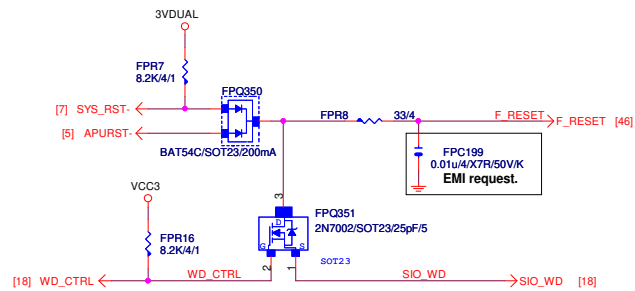 3VDUAL
FPR7
8.2K/4/1
FPQ350
[7] SYS_RST-
[5] APURST-
BAT54C/SOT23/200mA
FPR8
33/4
F_RESET
F_RESET [46]
FPC199
0.01u/4/X7R/50V/K
EMI request.
VCC3
3
FPQ351
2N7002/SOT23/25pF/5
D
G
S
SOT23
FPR16
8.2K/4/1
2
1
[18] WD_CTRL
WD_CTRL
SIO_WD
SIO_WD [18]